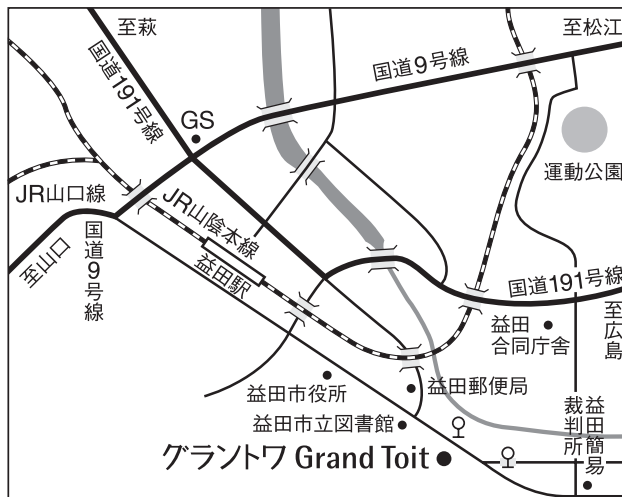 至萩
至松江
国道191号線
国道9号線
GS
運動公園
JR山口線
JR山陰本線
至山口
国道9号線
益田駅
国道191号線
至広島
益田
合同庁舎
益田市役所
益田郵便局
益田市立図書館
益田簡易
裁判所
グラントワ Grand Toit